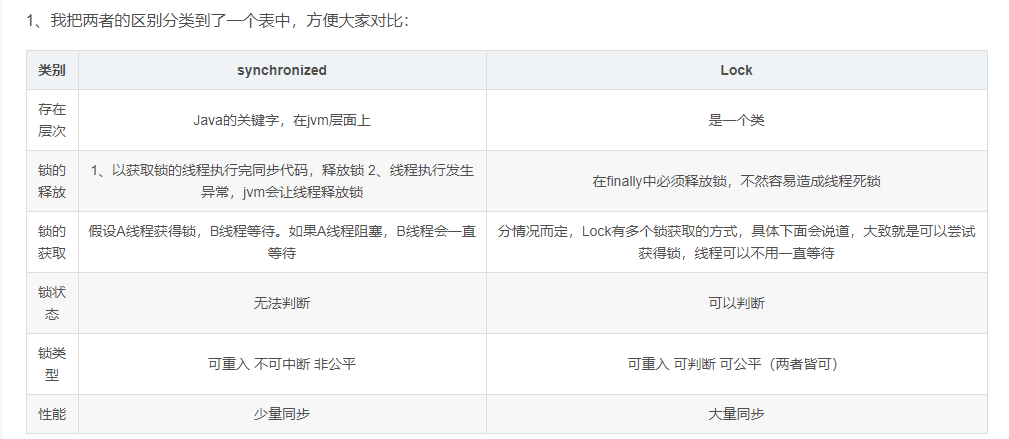 1、我把两者的区别分类到了一个表中，方便大家对比：
类别 synchronized Lock
存在
层次
Java的关键字，在jvm层面上
是一个类
锁的
释放
1、以获取锁的线程执行完同步代码，释放锁 2、线程执行发生
异常，jvm会让线程释放锁
在finally中必须释放锁，不然容易造成线程死锁
锁的
获取
假设A线程获得锁，B线程等待。如果A线程阻塞，B线程会一直
等待
分情况而定，Lock有多个锁获取的方式，具体下面会说道，大致就是可以尝试
获得锁，线程可以不用一直等待
锁状
态
无法判断
可以判断
锁类
型
可重入 不可中断 非公平
可重入 可判断 可公平（两者皆可）
性能 少量同步 大量同步